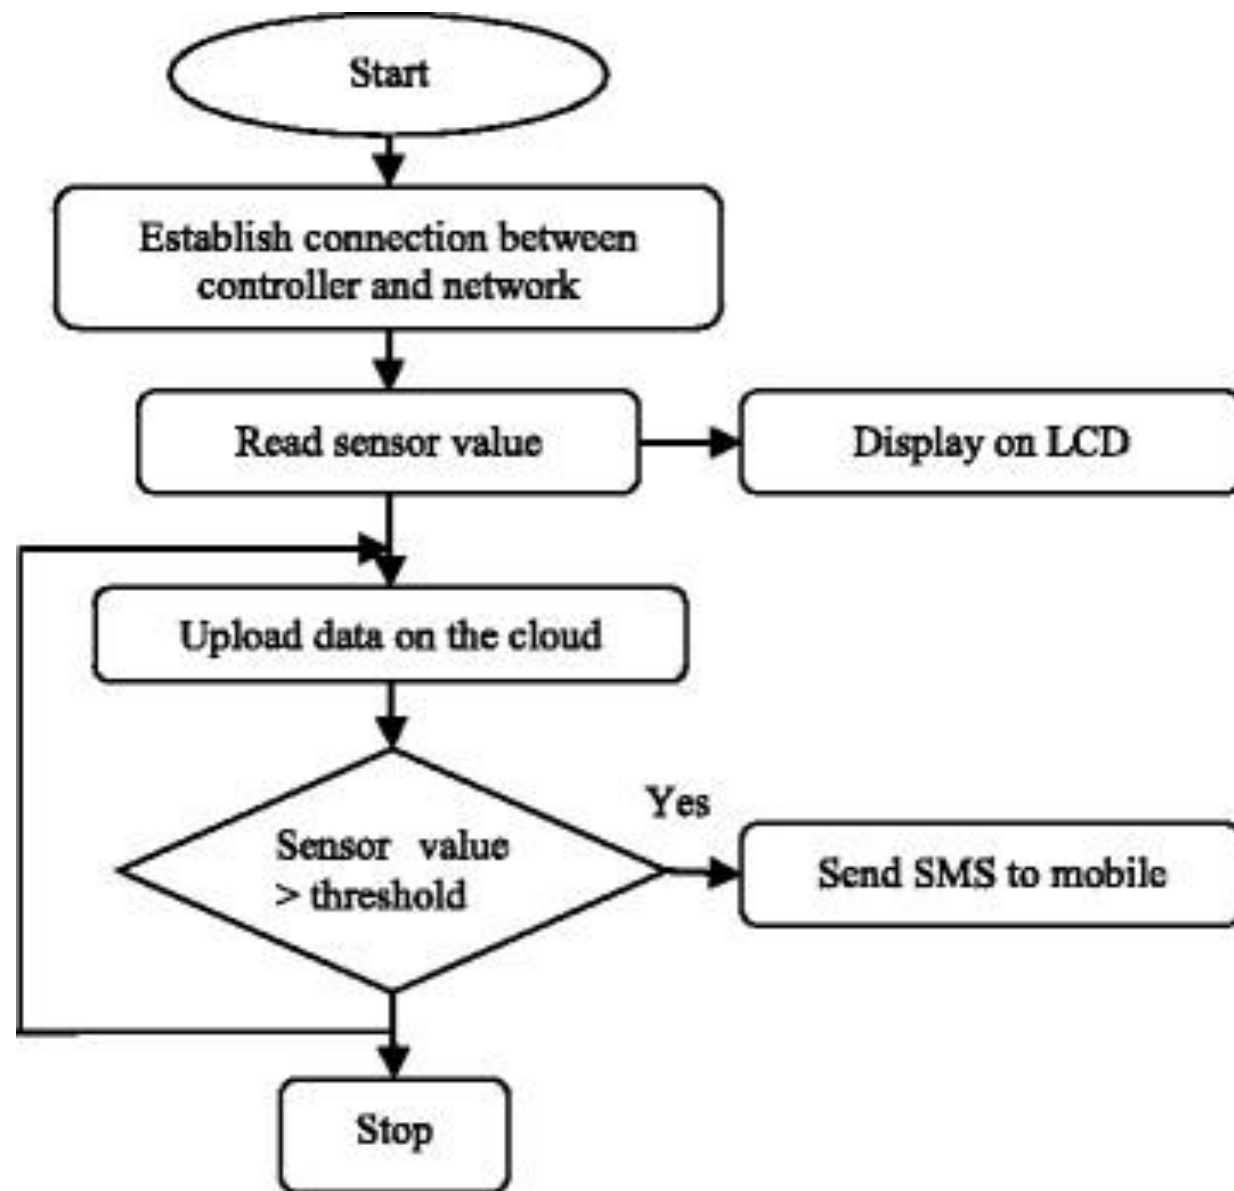 Start
Establish connection between
controller and network
Read sensor value
Display on LCD
Upload data on the cloud
Sensor value
> threshold
Yes
Send SMS to mobile
Stop